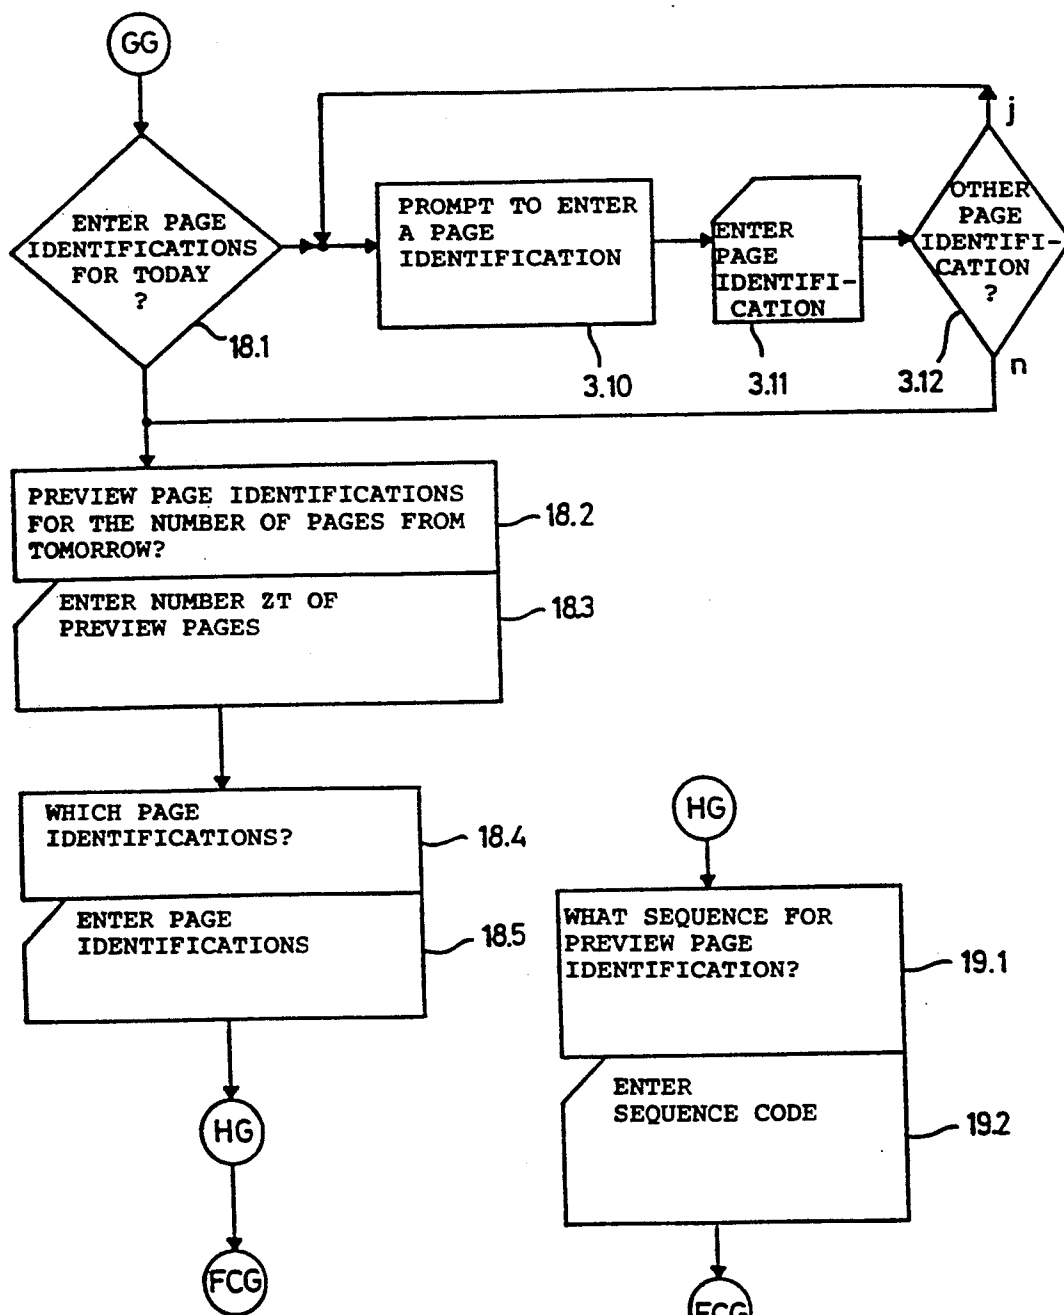 GG
ENTER PAGE
IDENTIFICATIONS
FOR TODAY
?
18.1
PROMPT TO ENTER
A PAGE
IDENTIFICATION
3.10
ENTER
PAGE
IDENTIFI-
CATION
3.11
j
OTHER
PAGE
IDENTIFI-
CATION
?
3.12
n
PREVIEW PAGE IDENTIFICATIONS
FOR THE NUMBER OF PAGES FROM
TOMORROW?
18.2
ENTER NUMBER ZT OF
PREVIEW PAGES
18.3
WHICH PAGE
IDENTIFICATIONS?
18.4
ENTER PAGE
IDENTIFICATIONS
18.5
HG
FCG
HG
WHAT SEQUENCE FOR
PREVIEW PAGE
IDENTIFICATION?
19.1
ENTER
SEQUENCE CODE
19.2
FCG